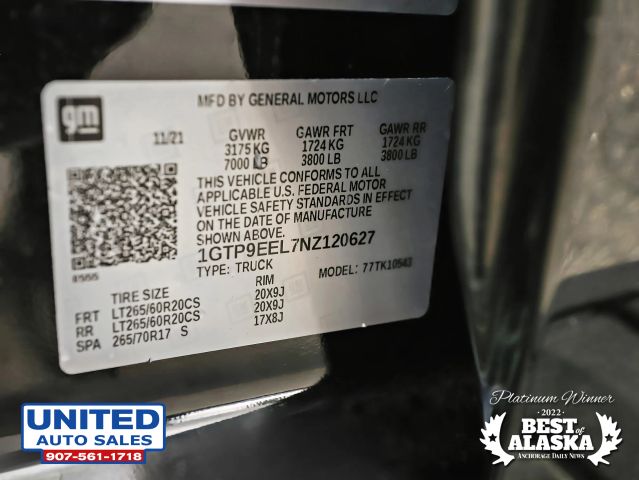 gm
MFD BY GENERAL MOTORS LLC
11/21 GVWR GAWR FRT GAWR RR
3175 KG 1724 KG 1724 KG
7000 LB 3800 LB 3800 LB
THIS VEHICLE CONFORMS TO ALL
APPLICABLE U.S. FEDERAL MOTOR
VEHICLE SAFETY STANDARDS IN EFFECT
ON THE DATE OF MANUFACTURE
SHOWN ABOVE.
1GTP9EEL7NZ120627
TYPE: TRUCK MODEL: 77TK10543
TIRE SIZE RIM
FRT LT265/60R20CS 20X9J
RR LT265/60R20CS 20X9J
SPA 265/70R17 S 17X8J
UNITED
AUTO SALES
907-561-1718
Platinum Winner
· 2022 ·
BEST of
ALASKA
ANCHORAGE DAILY NEWS